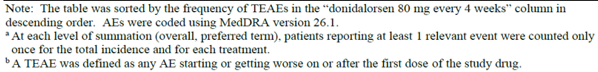 Note: The table was sorted by the frequency of TEAEs in the “donidalorsen 80 mg every 4 weeks” column in
descending order. AEs were coded using MedDRA version 26.1.
a At each level of summation (overall, preferred term), patients reporting at least 1 relevant event were counted only
once for the total incidence and for each treatment.
b A TEAE was defined as any AE starting or getting worse on or after the first dose of the study drug.